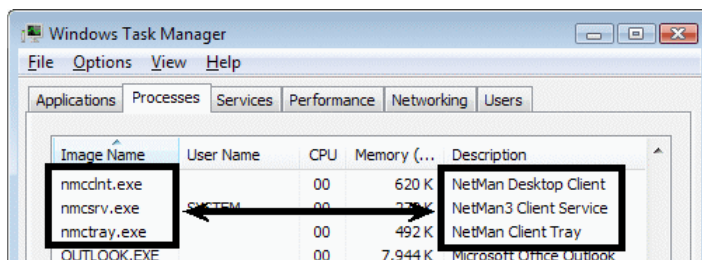 Windows Task Manager
File Options View Help
Applications Processes Services Performance Networking Users
Image Name User Name CPU Memory (... Description
nmcclnt.exe 00 620 K NetMan Desktop Client
nmcsrv.exe SYSTEM 00 NetMan3 Client Service
nmctray.exe 00 492 K NetMan Client Tray
OUTLOOK.EXE 00 7.944 K Microsoft Office Outlook